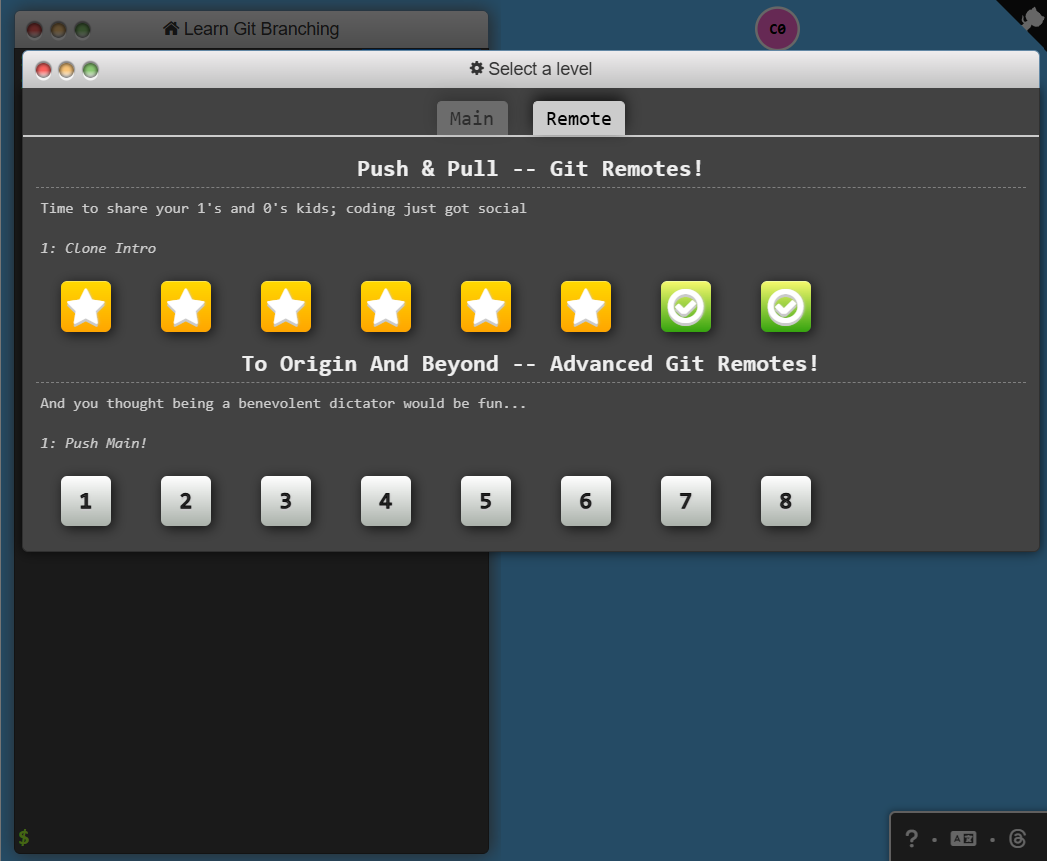 Learn Git Branching
C0
Select a level
Main
Remote
Push & Pull -- Git Remotes!
Time to share your 1's and 0's kids; coding just got social
1: Clone Intro
To Origin And Beyond -- Advanced Git Remotes!
And you thought being a benevolent dictator would be fun...
1: Push Main!
1 2 3 4 5 6 7 8
$
?